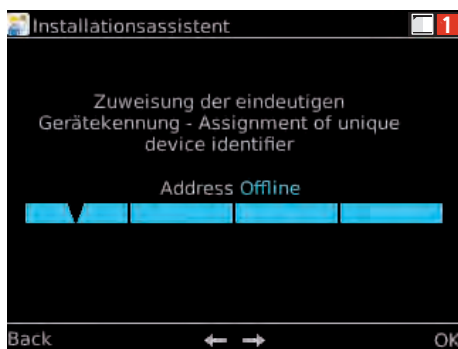 Installationsassistent 1
Zuweisung der eindeutigen
Gerätekennung - Assignment of unique
device identifier
Address Offline
Back ← → OK